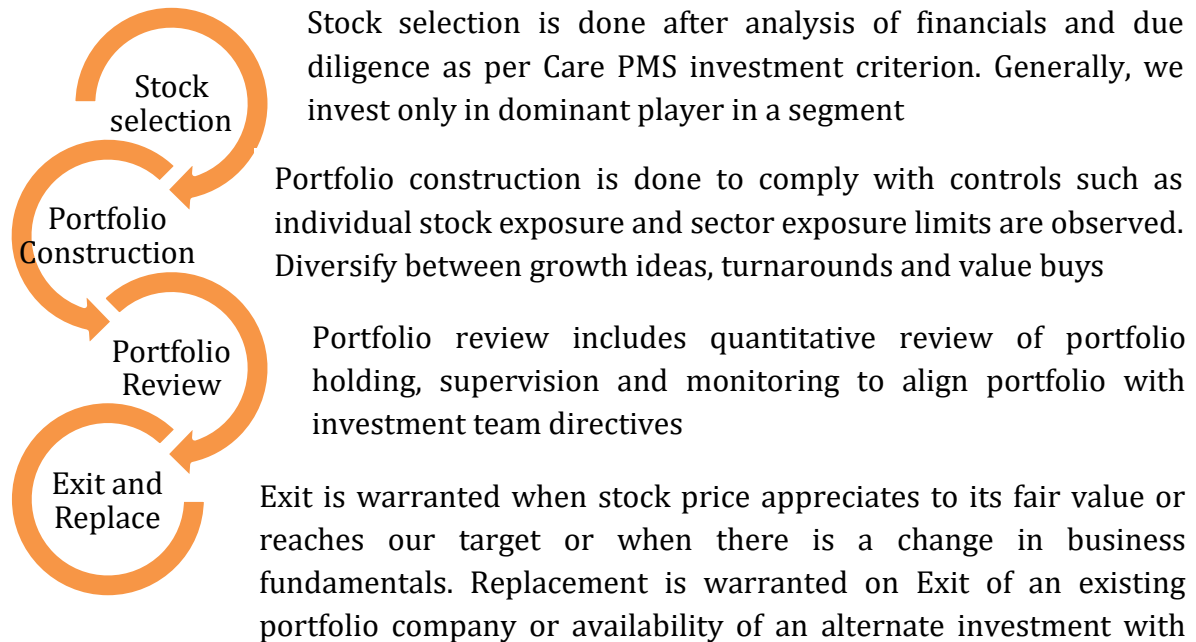 Stock
selection
Stock selection is done after analysis of financials and due
diligence as per Care PMS investment criterion. Generally, we
invest only in dominant player in a segment
Portfolio
Construction
Portfolio construction is done to comply with controls such as
individual stock exposure and sector exposure limits are observed.
Diversify between growth ideas, turnarounds and value buys
Portfolio
Review
Portfolio review includes quantitative review of portfolio
holding, supervision and monitoring to align portfolio with
investment team directives
Exit and
Replace
Exit is warranted when stock price appreciates to its fair value or
reaches our target or when there is a change in business
fundamentals. Replacement is warranted on Exit of an existing
portfolio company or availability of an alternate investment with